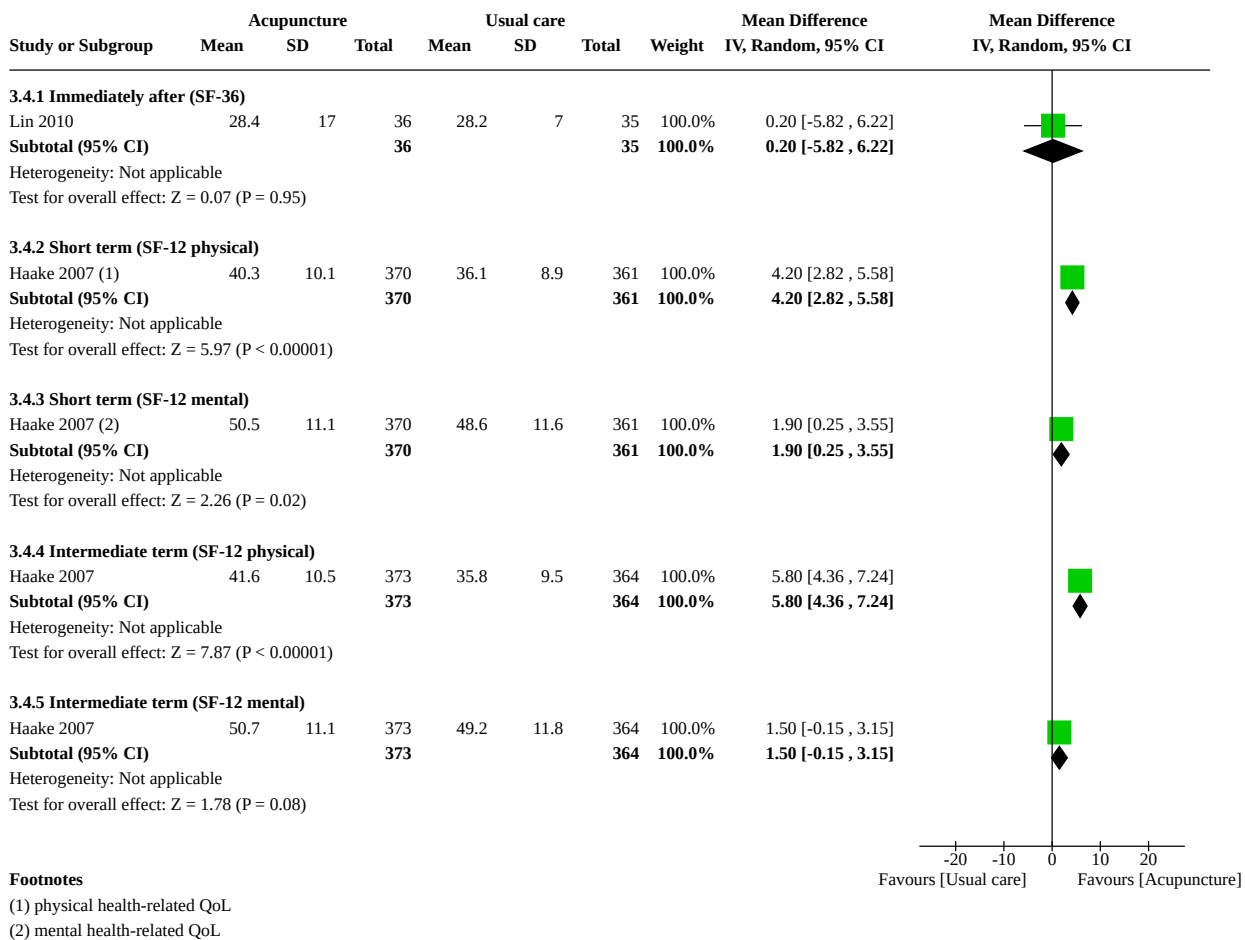 Acupuncture Usual care Mean Difference Mean Difference
Study or Subgroup Mean SD Total Mean SD Total Weight IV, Random, 95% CI IV, Random, 95% CI
3.4.1 Immediately after (SF-36)
Lin 2010 28.4 17 36 28.2 7 35 100.0% 0.20 [-5.82 , 6.22]
Subtotal (95% CI) 36 35 100.0% 0.20 [-5.82 , 6.22]
Heterogeneity: Not applicable
Test for overall effect: Z = 0.07 (P = 0.95)
3.4.2 Short term (SF-12 physical)
Haake 2007 (1) 40.3 10.1 370 36.1 8.9 361 100.0% 4.20 [2.82 , 5.58]
Subtotal (95% CI) 370 361 100.0% 4.20 [2.82 , 5.58]
Heterogeneity: Not applicable
Test for overall effect: Z = 5.97 (P < 0.00001)
3.4.3 Short term (SF-12 mental)
Haake 2007 (2) 50.5 11.1 370 48.6 11.6 361 100.0% 1.90 [0.25 , 3.55]
Subtotal (95% CI) 370 361 100.0% 1.90 [0.25 , 3.55]
Heterogeneity: Not applicable
Test for overall effect: Z = 2.26 (P = 0.02)
3.4.4 Intermediate term (SF-12 physical)
Haake 2007 41.6 10.5 373 35.8 9.5 364 100.0% 5.80 [4.36 , 7.24]
Subtotal (95% CI) 373 364 100.0% 5.80 [4.36 , 7.24]
Heterogeneity: Not applicable
Test for overall effect: Z = 7.87 (P < 0.00001)
3.4.5 Intermediate term (SF-12 mental)
Haake 2007 50.7 11.1 373 49.2 11.8 364 100.0% 1.50 [-0.15 , 3.15]
Subtotal (95% CI) 373 364 100.0% 1.50 [-0.15 , 3.15]
Heterogeneity: Not applicable
Test for overall effect: Z = 1.78 (P = 0.08)
-20 -10 0 10 20
Favours [Usual care] Favours [Acupuncture]
Footnotes
(1) physical health-related QoL
(2) mental health-related QoL